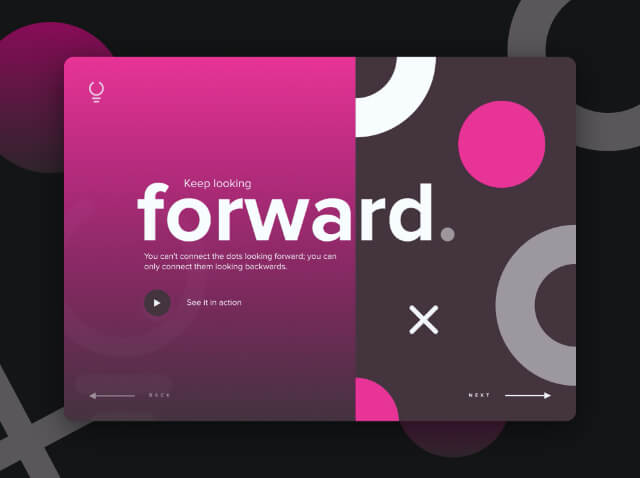 Keep looking
forward.
You can't connect the dots looking forward; you can
only connect them looking backwards.
See it in action
BACK
NEXT